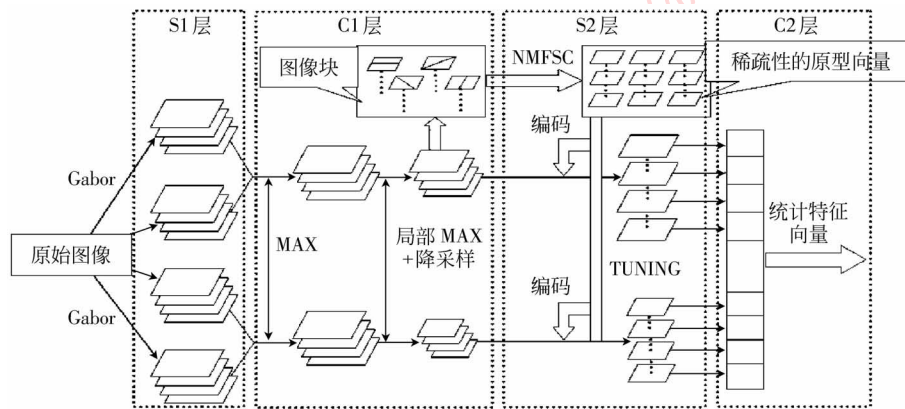 S1层
C1层
S2层
C2层
图像块
NMFSC
稀疏性的原型向量
编码
Gabor
原始图像
MAX
局部 MAX
+降采样
统计特征
向量
TUNING
编码
Gabor